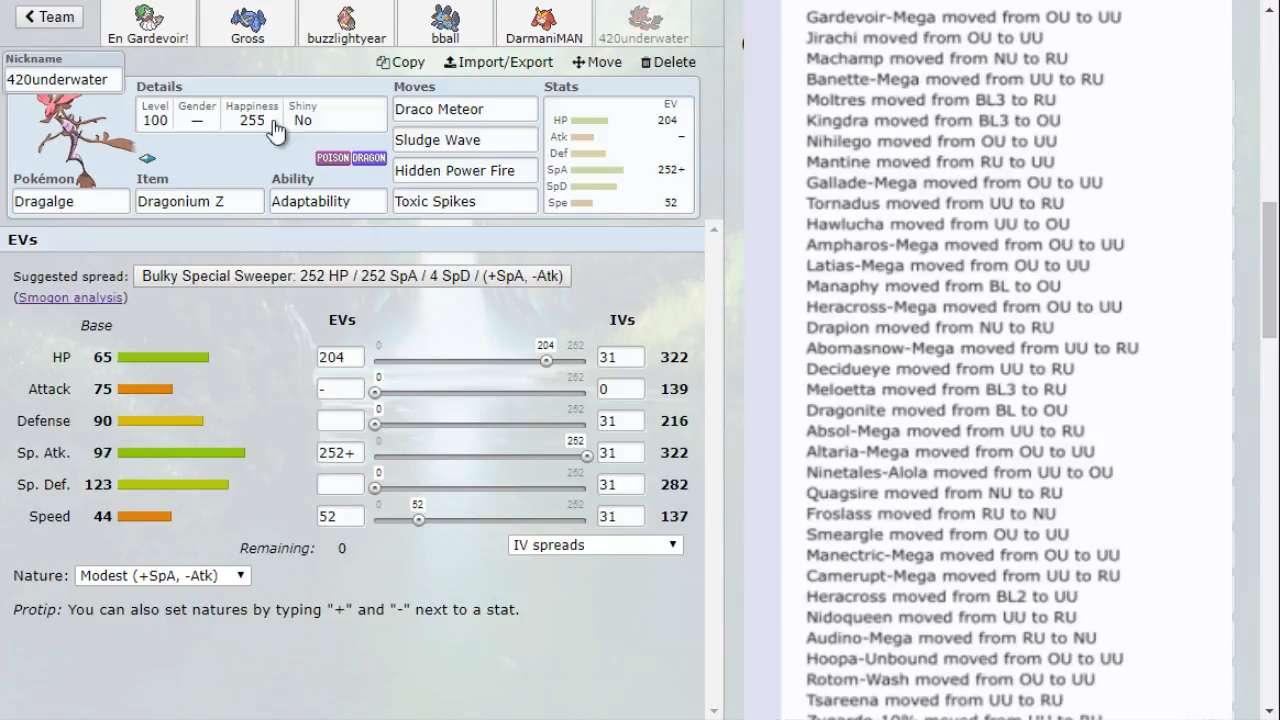 Team
En Gardevoir!
Gross
buzzlightyear
bball
DarmaniMAN
420underwater
Nickname
420underwater
Copy
Import/Export
Move
Delete
Details
Level
100
Gender
—
Happiness
255
Shiny
No
POISON DRAGON
Pokémon
Dragalge
Item
Dragonium Z
Ability
Adaptability
Moves
Draco Meteor
Sludge Wave
Hidden Power Fire
Toxic Spikes
Stats
EV
HP 204
Atk –
Def
SpA 252+
SpD
Spe 52
EVs
Suggested spread: Bulky Special Sweeper: 252 HP / 252 SpA / 4 SpD / (+SpA, -Atk)
(Smogon analysis)
Base EVs IVs
HP 65 204 0 204 252 31 322
Attack 75 - 0 252 0 139
Defense 90 0 252 31 216
Sp. Atk. 97 252+ 0 252 31 322
Sp. Def. 123 0 252 31 282
Speed 44 52 0 52 252 31 137
Remaining: 0
IV spreads
Nature: Modest (+SpA, -Atk)
Protip: You can also set natures by typing "+" and "-" next to a stat.
Gardevoir-Mega moved from OU to UU
Jirachi moved from OU to UU
Machamp moved from NU to RU
Banette-Mega moved from UU to RU
Moltres moved from BL3 to RU
Kingdra moved from BL3 to OU
Nihilego moved from UU to OU
Mantine moved from RU to UU
Gallade-Mega moved from OU to UU
Tornadus moved from UU to RU
Hawlucha moved from UU to OU
Ampharos-Mega moved from OU to UU
Latias-Mega moved from OU to UU
Manaphy moved from BL to OU
Heracross-Mega moved from OU to UU
Drapion moved from NU to RU
Abomasnow-Mega moved from UU to RU
Decidueye moved from UU to RU
Meloetta moved from BL3 to RU
Dragonite moved from BL to OU
Absol-Mega moved from UU to RU
Altaria-Mega moved from OU to UU
Ninetales-Alola moved from UU to OU
Quagsire moved from NU to RU
Froslass moved from RU to NU
Smeargle moved from OU to UU
Manectric-Mega moved from OU to UU
Camerupt-Mega moved from UU to RU
Heracross moved from BL2 to UU
Nidoqueen moved from UU to RU
Audino-Mega moved from RU to NU
Hoopa-Unbound moved from OU to UU
Rotom-Wash moved from OU to UU
Tsareena moved from UU to RU